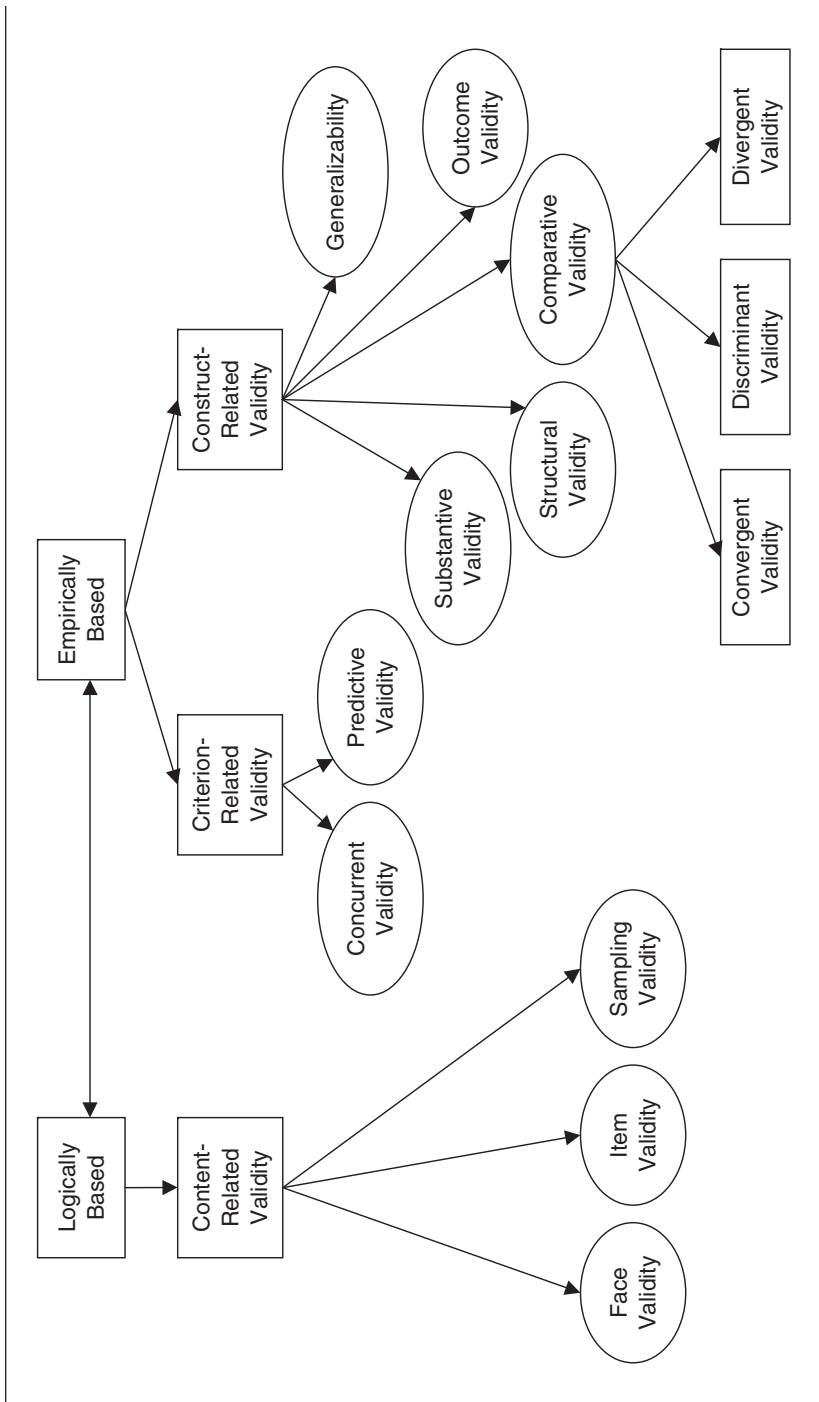 Logically
Based
Empirically
Based
Content-
Related
Validity
Criterion-
Related
Validity
Construct-
Related
Validity
Face
Validity
Item
Validity
Sampling
Validity
Concurrent
Validity
Predictive
Validity
Substantive
Validity
Structural
Validity
Comparative
Validity
Outcome
Validity
Generalizability
Convergent
Validity
Discriminant
Validity
Divergent
Validity